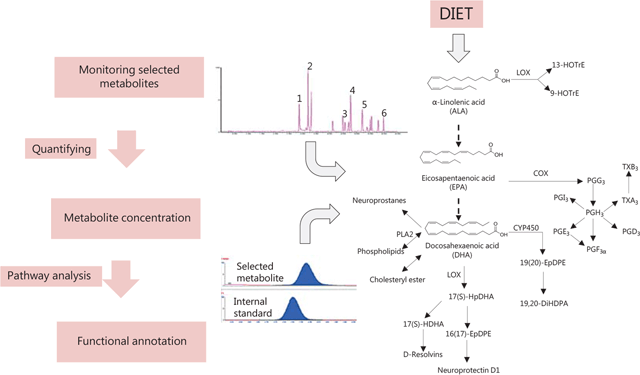 DIET
Monitoring selected
metabolites
Quantifying
Metabolite concentration
Pathway analysis
Functional annotation
1
2
3
4
5
6
Selected
metabolite
Internal
standard
O
OH
α-Linolenic acid
(ALA)
LOX
13-HOTrE
9-HOTrE
O
OH
Eicosapentaenoic acid
(EPA)
COX
PGG3
TXB3
PGI3
TXA3
PGH3
PGE3
PGD3
PGF3α
Neuroprostanes
PLA2
Phospholipids
Cholesteryl ester
O
OH
Docosahexaenoic acid
(DHA)
CYP450
19(20)-EpDPE
19,20-DiHDPA
LOX
17(S)-HpDHA
17(S)-HDHA
16(17)-EpDPE
D-Resolvins
Neuroprotectin D1